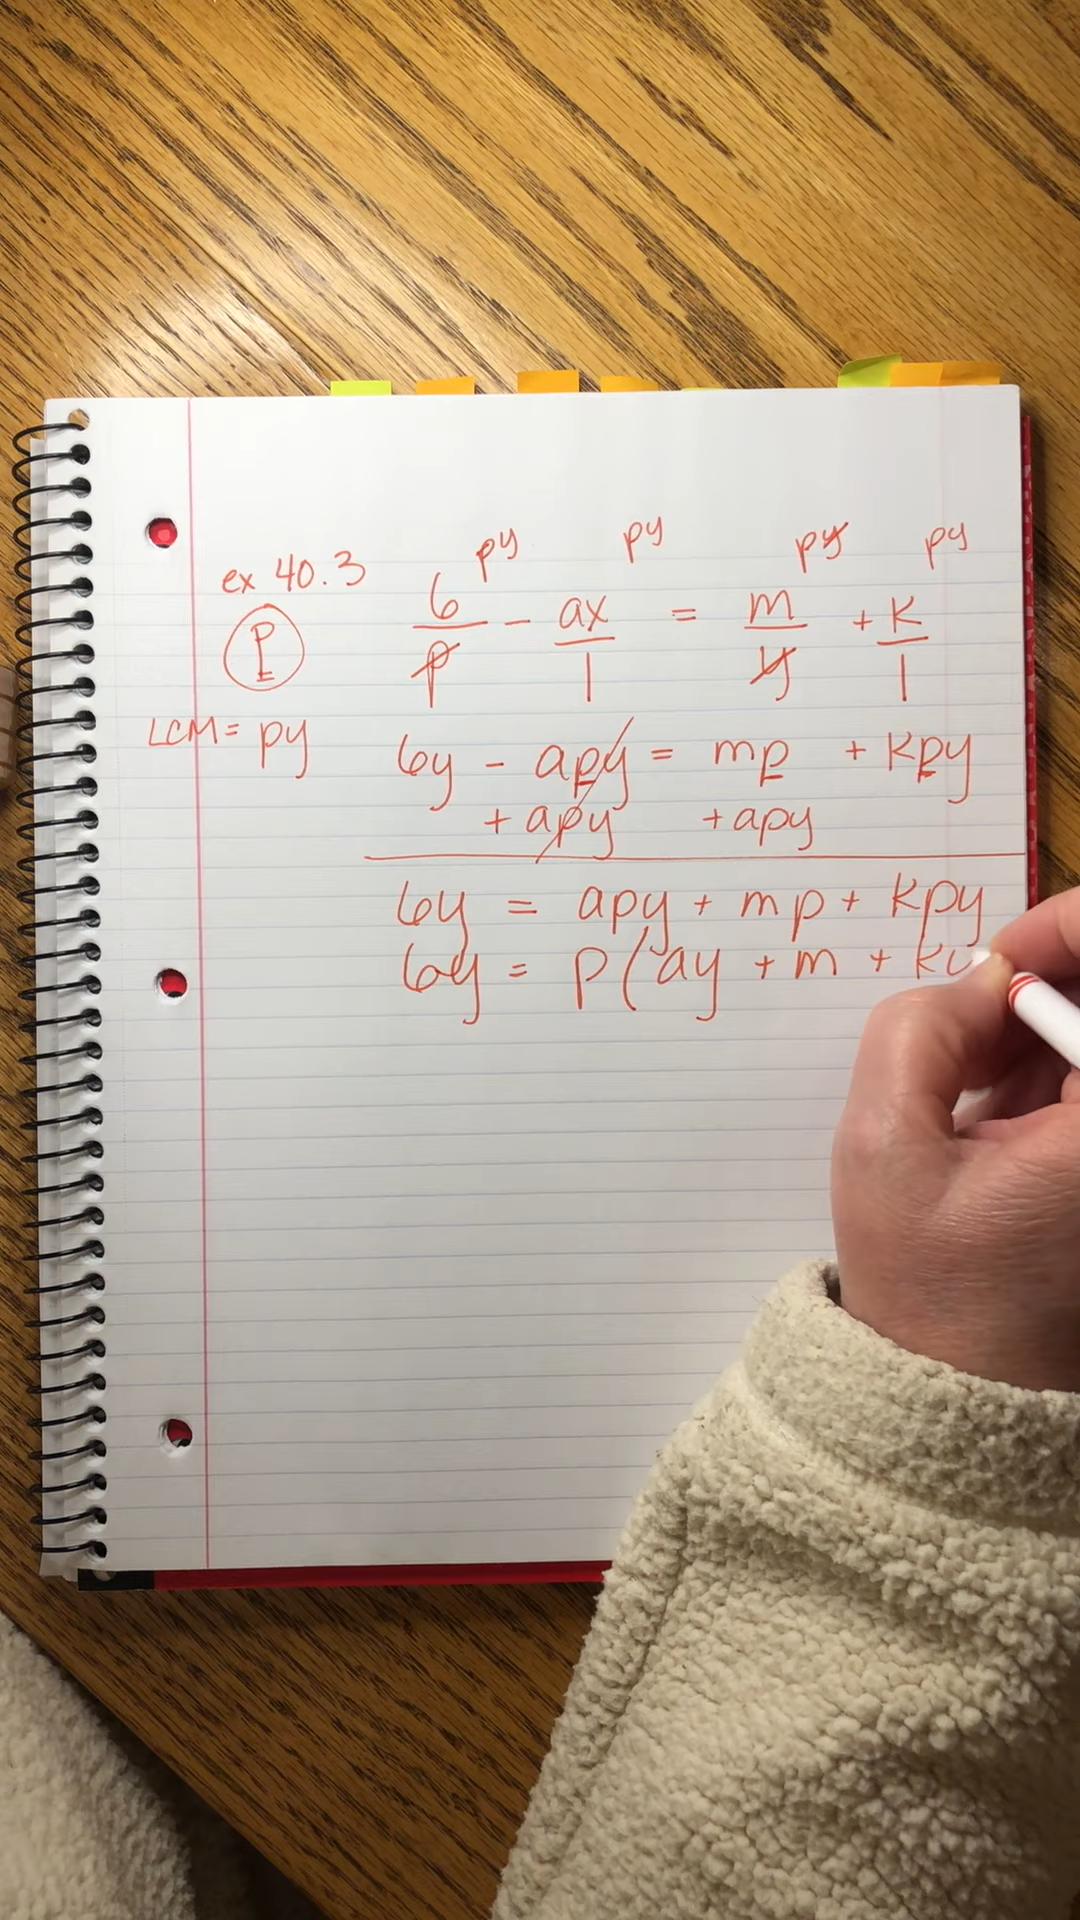 py py py py
ex 40.3 6/p - ax/1 = m/y + k/1
P
LCM = py
6y - apy = mp + kpy
+ apy + apy
6y = apy + mp + kpy
6y = p(ay + m + ky